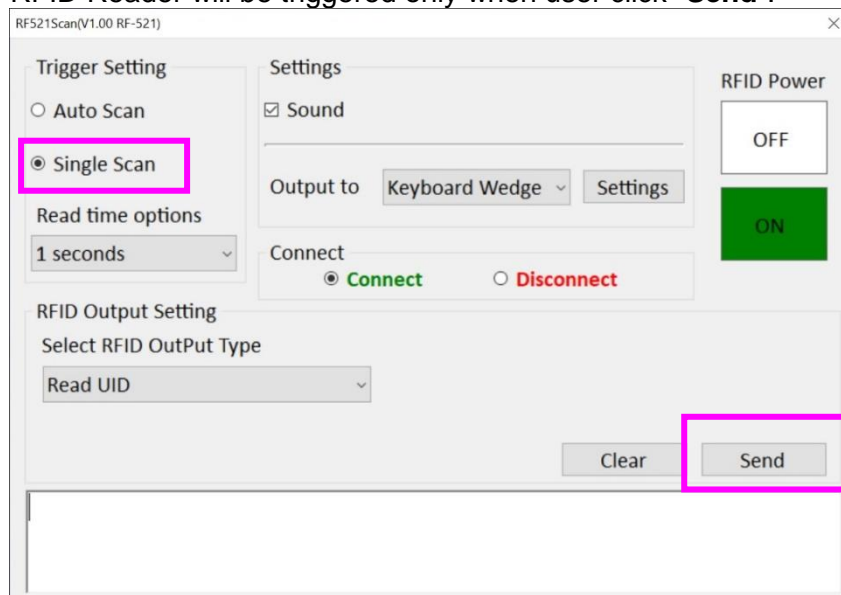 RFID Reader will be triggered only when user click "Send".
RF521Scan(V1.00 RF-521)
Trigger Setting
Auto Scan
Single Scan
Read time options
1 seconds
Settings
Sound
Output to Keyboard Wedge Settings
Connect
Connect Disconnect
RFID Power
OFF
ON
RFID Output Setting
Select RFID OutPut Type
Read UID
Clear Send